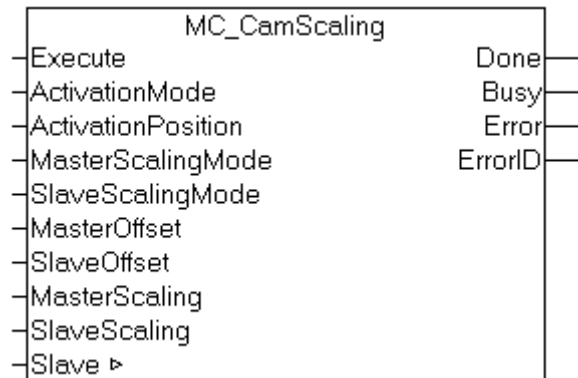 MC_CamScaling
Execute Done
ActivationMode Busy
ActivationPosition Error
MasterScalingMode ErrorID
SlaveScalingMode
MasterOffset
SlaveOffset
MasterScaling
SlaveScaling
Slave ▹